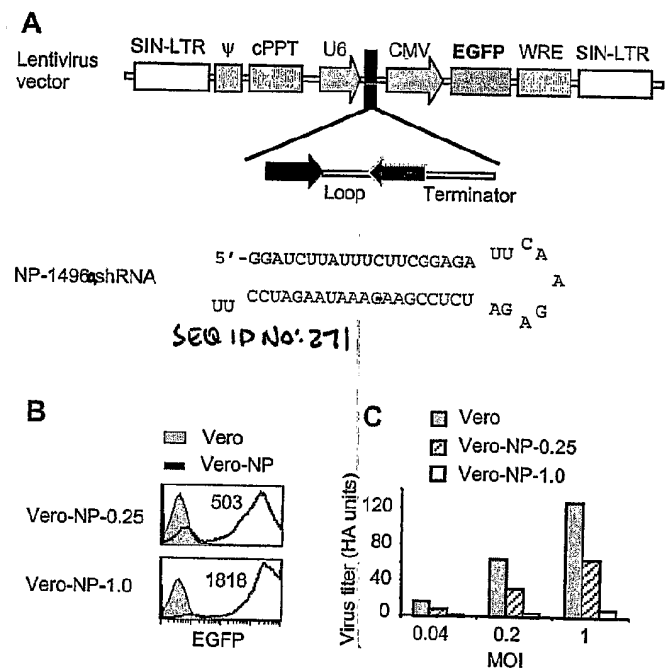 A
Lentivirus vector
SIN-LTR ψ cPPT U6 CMV EGFP WRE SIN-LTR
Loop Terminator
NP-1496ashRNA
5'-GGAUCUUAUUUCUUCGGAGA UU C A A
UU CCUAGAAUAAAGAAGCCUCU AG A G
SEQ ID NO: 271
B
Vero
Vero-NP
Vero-NP-0.25 503
Vero-NP-1.0 1818
EGFP
C
Vero
Vero-NP-0.25
Vero-NP-1.0
Virus titer (HA units)
120
80
40
0
0.04 0.2 1
MOI